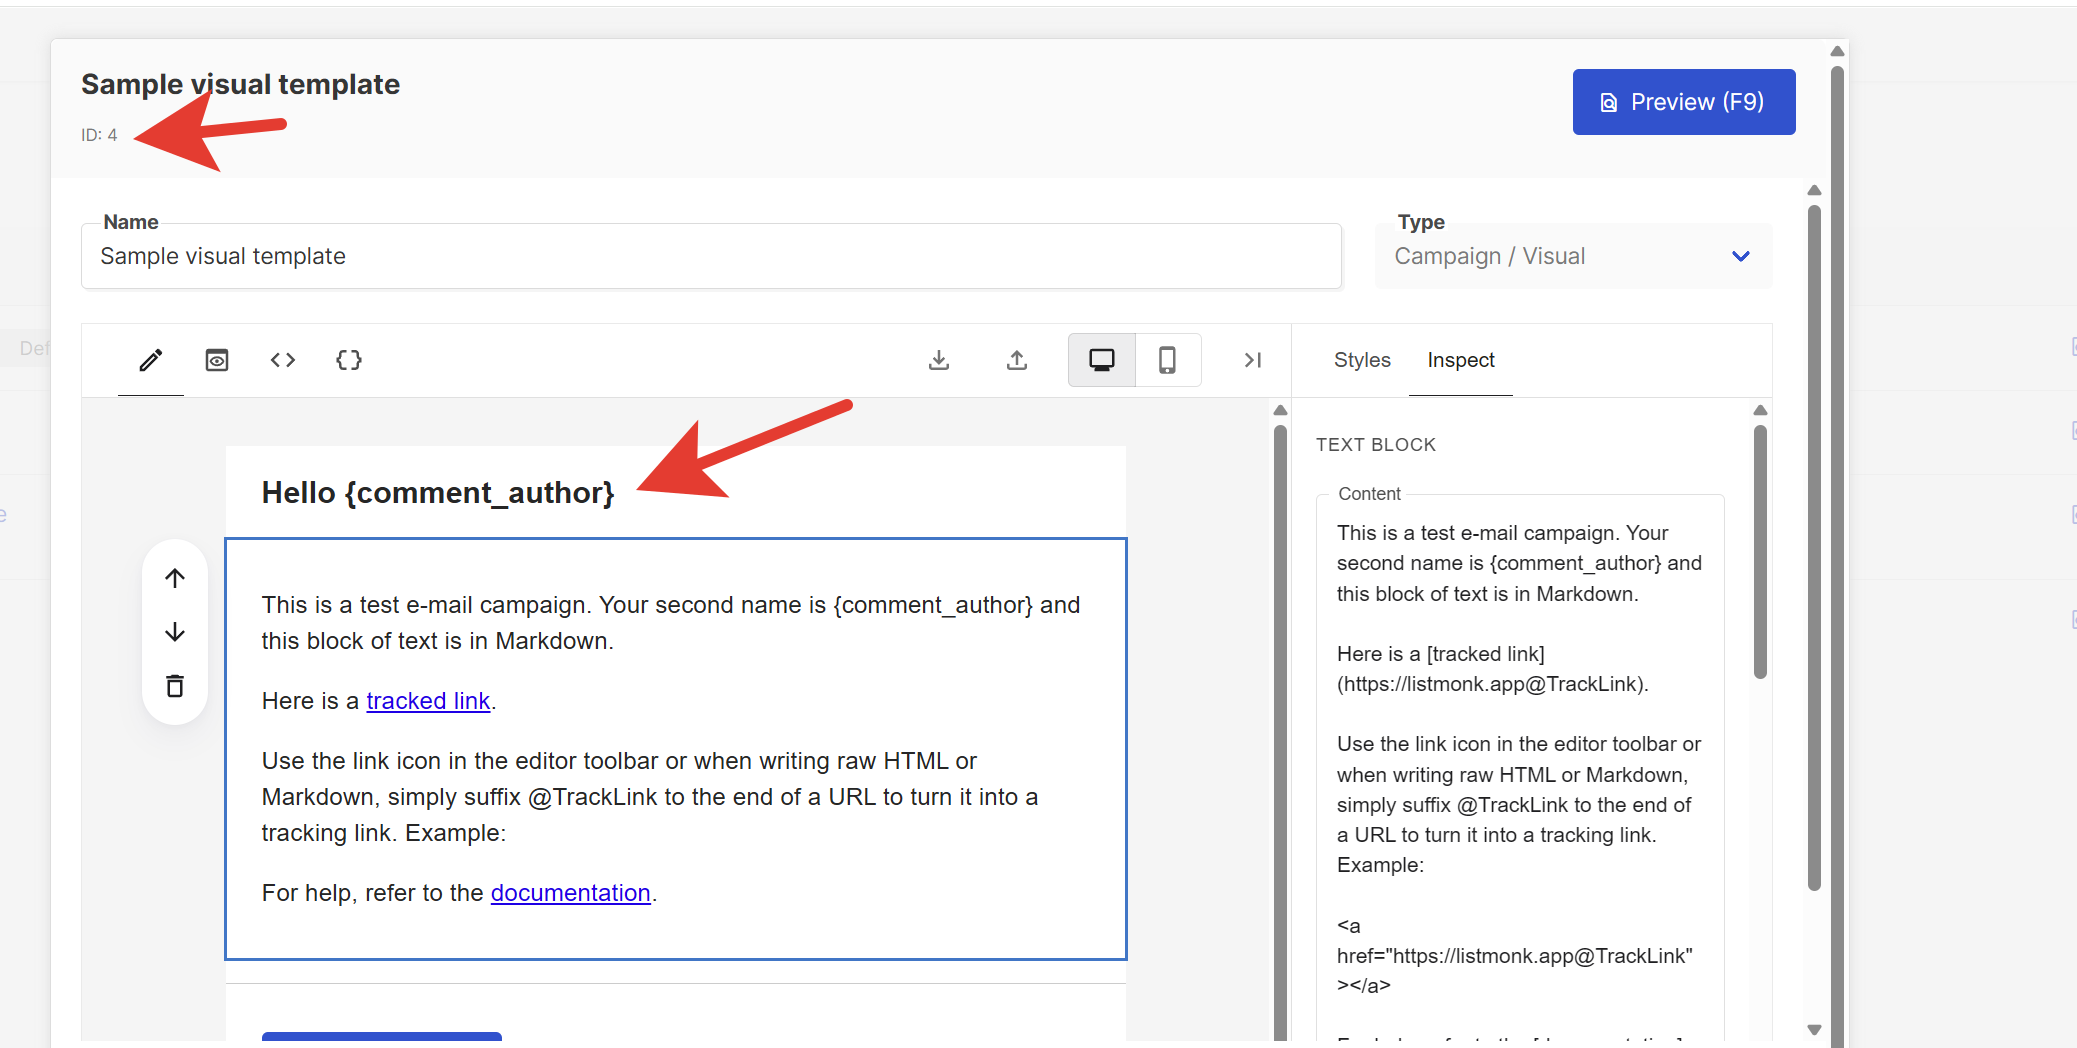 Sample visual template
ID: 4
Preview (F9)
Name
Sample visual template
Type
Campaign / Visual
Def
Styles
Inspect
TEXT BLOCK
Content
Hello {comment_author}
This is a test e-mail campaign. Your second name is {comment_author} and
this block of text is in Markdown.
Here is a tracked link.
Use the link icon in the editor toolbar or when writing raw HTML or
Markdown, simply suffix @TrackLink to the end of a URL to turn it into a
tracking link. Example:
For help, refer to the documentation.
This is a test e-mail campaign. Your
second name is {comment_author} and
this block of text is in Markdown.
Here is a [tracked link]
(https://listmonk.app@TrackLink).
Use the link icon in the editor toolbar or
when writing raw HTML or Markdown,
simply suffix @TrackLink to the end of
a URL to turn it into a tracking link.
Example:
<a
href="https://listmonk.app@TrackLink"
></a>